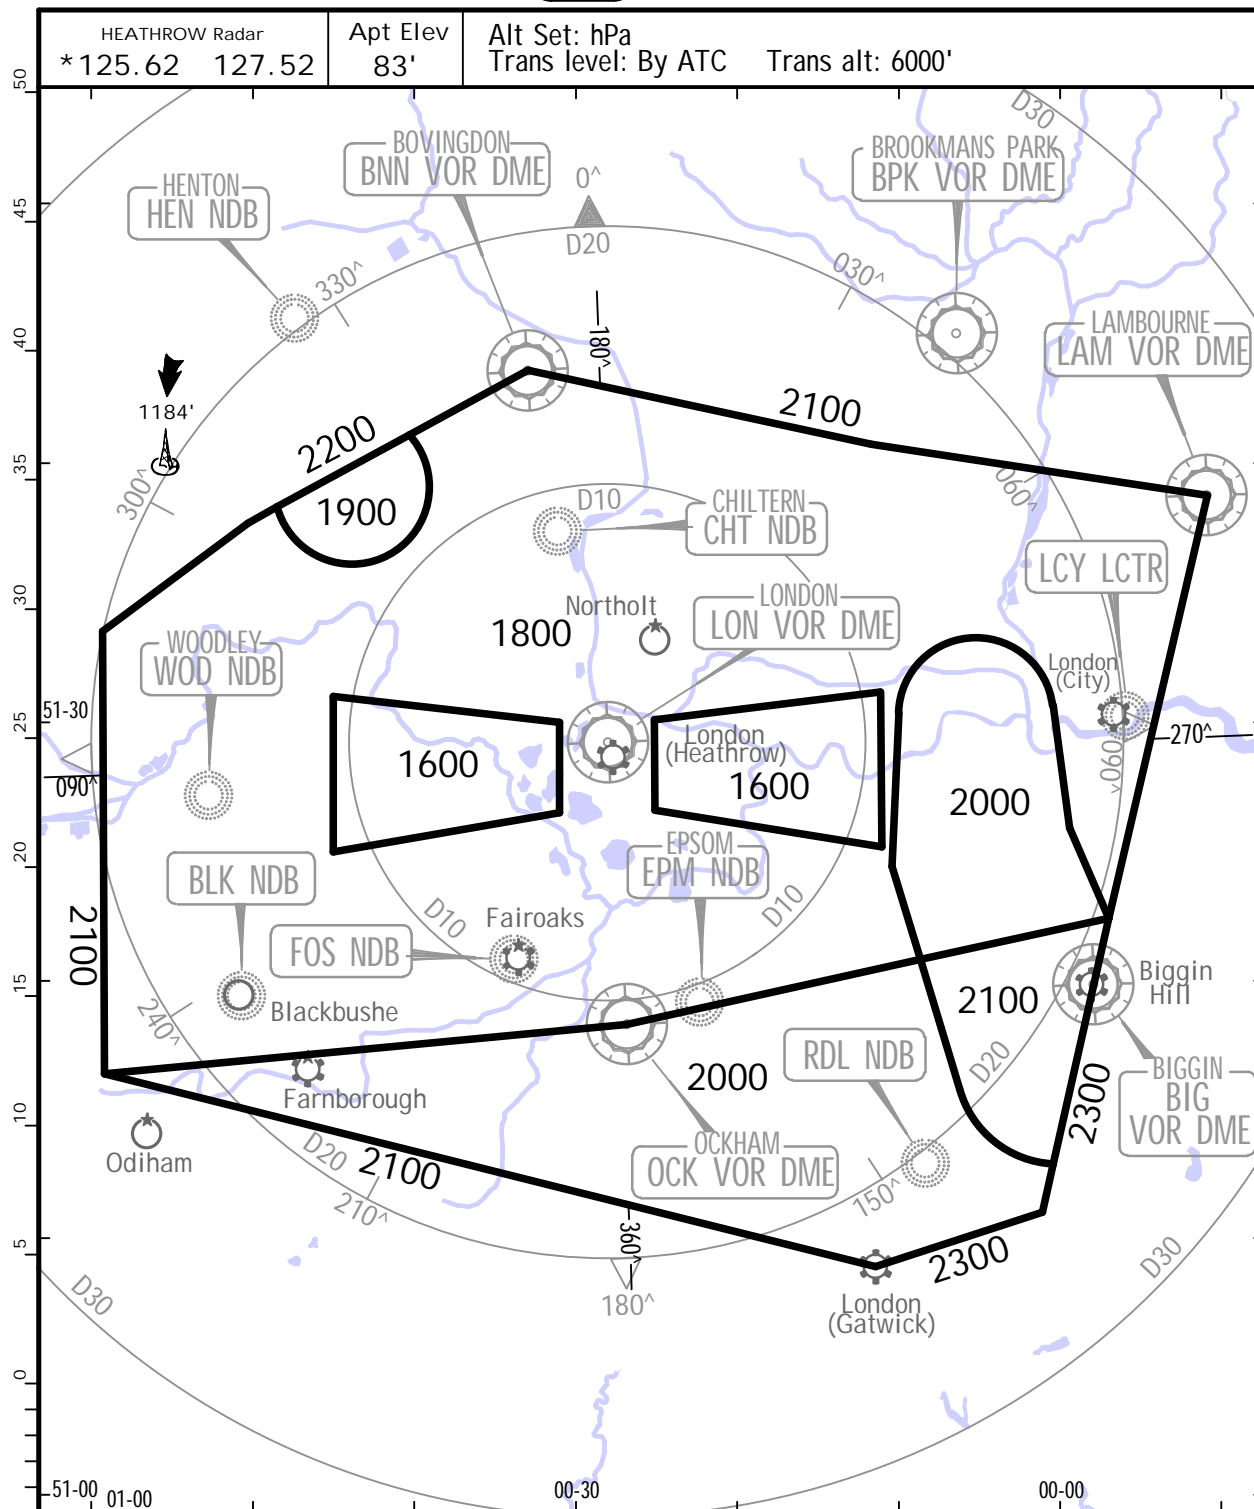 HEATHROW Radar
*125.62 127.52
Apt Elev
83'
Alt Set: hPa
Trans level: By ATC Trans alt: 6000'
50
D30
BOVINGDON
BNN VOR DME
BROOKMANS PARK
BPK VOR DME
HENTON
HEN NDB
0^
D20
45
330^
030^
LAMBOURNE
LAM VOR DME
40
180^
1184'
2100
2200
35
300^
060^
1900
D10
CHILTERN
CHT NDB
LCY LCTR
30
Northolt
LONDON
LON VOR DME
1800
WOODLEY
WOD NDB
London
(City)
51-30
25
London
(Heathrow)
270^
1600
1600
090^
090^
2000
20
EPSOM
EPM NDB
BLK NDB
2100
D10
D10
Fairoaks
FOS NDB
15
Biggin
Hill
2100
Blackbushe
240^
RDL NDB
D20
2000
BIGGIN
BIG
VOR DME
2300
Farnborough
10
Odiham
D20
2100
OCKHAM
OCK VOR DME
150^
210^
360^
5
2300
D30
D30
180^
London
(Gatwick)
0
51-00
01-00
00-30
00-00